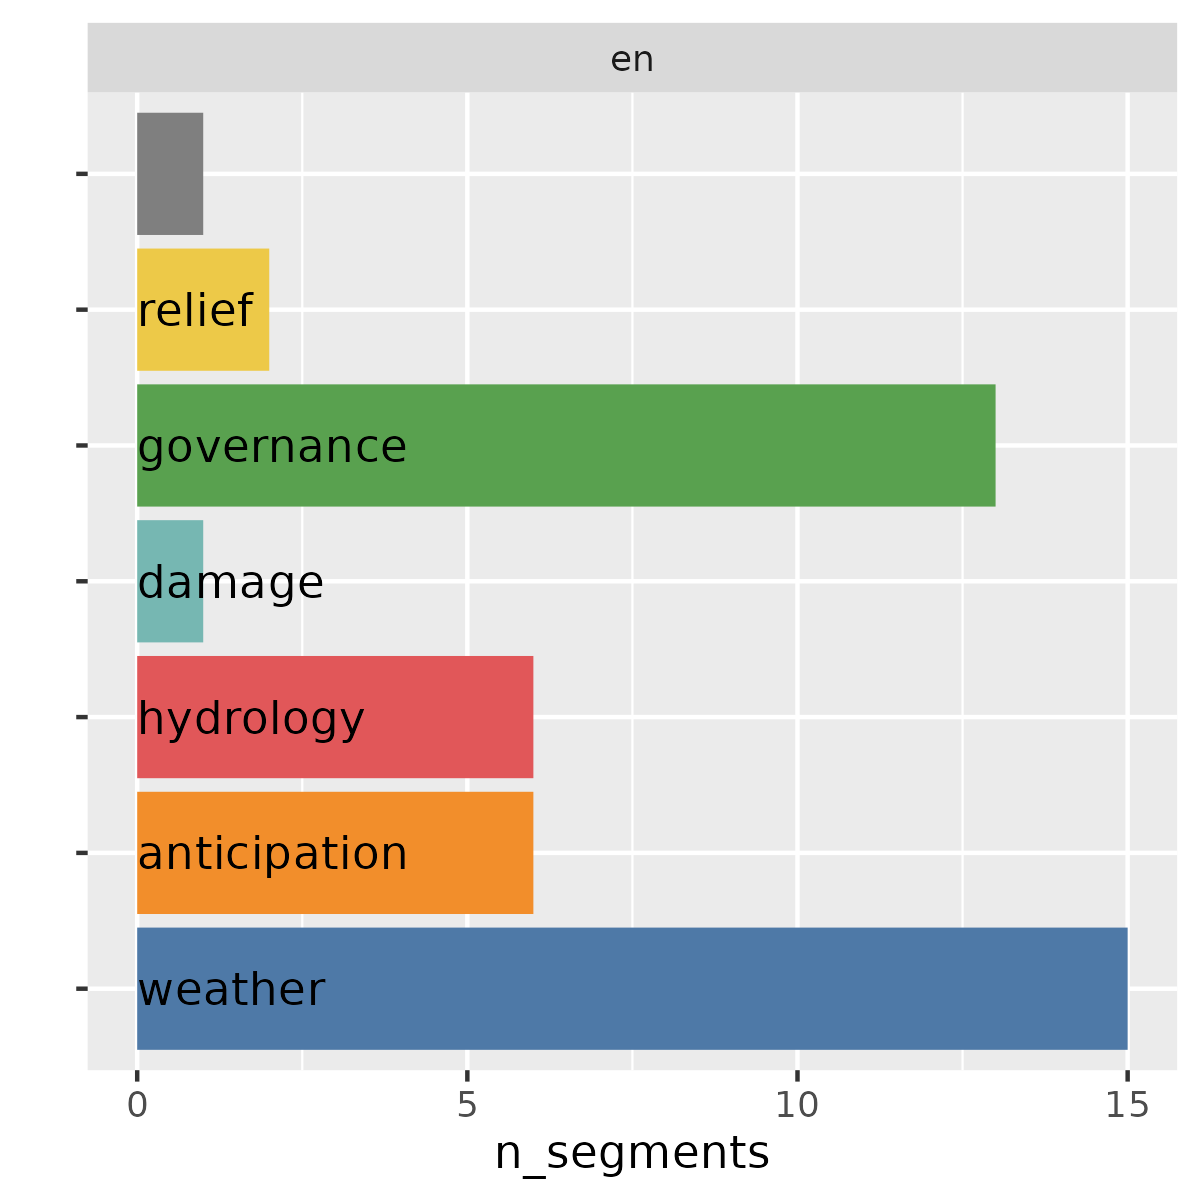 en
relief
governance
damage
hydrology
anticipation
weather
0 5 10 15
n_segments